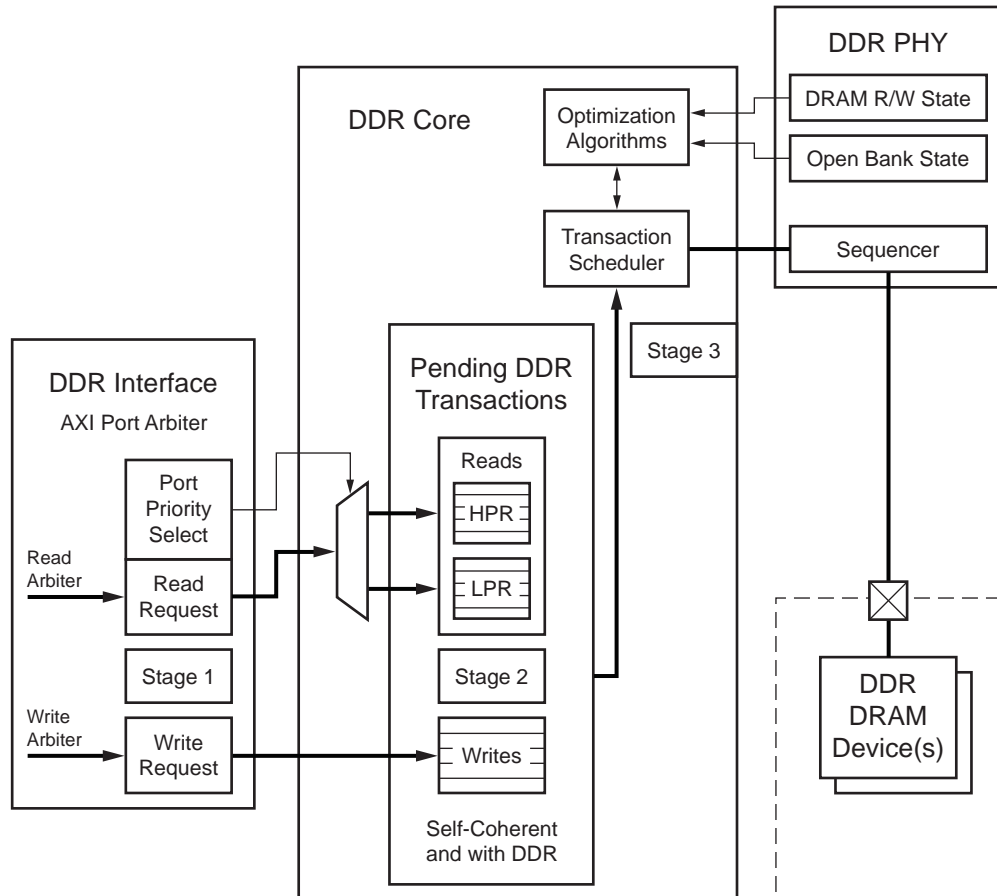 DDR PHY
DRAM R/W State
Open Bank State
Sequencer
DDR Core
Optimization
Algorithms
Transaction
Scheduler
Stage 3
DDR Interface
AXI Port Arbiter
Port
Priority
Select
Read
Arbiter
Read
Request
Stage 1
Write
Arbiter
Write
Request
Pending DDR
Transactions
Reads
HPR
LPR
Stage 2
Writes
Self-Coherent
and with DDR
DDR
DRAM
Device(s)